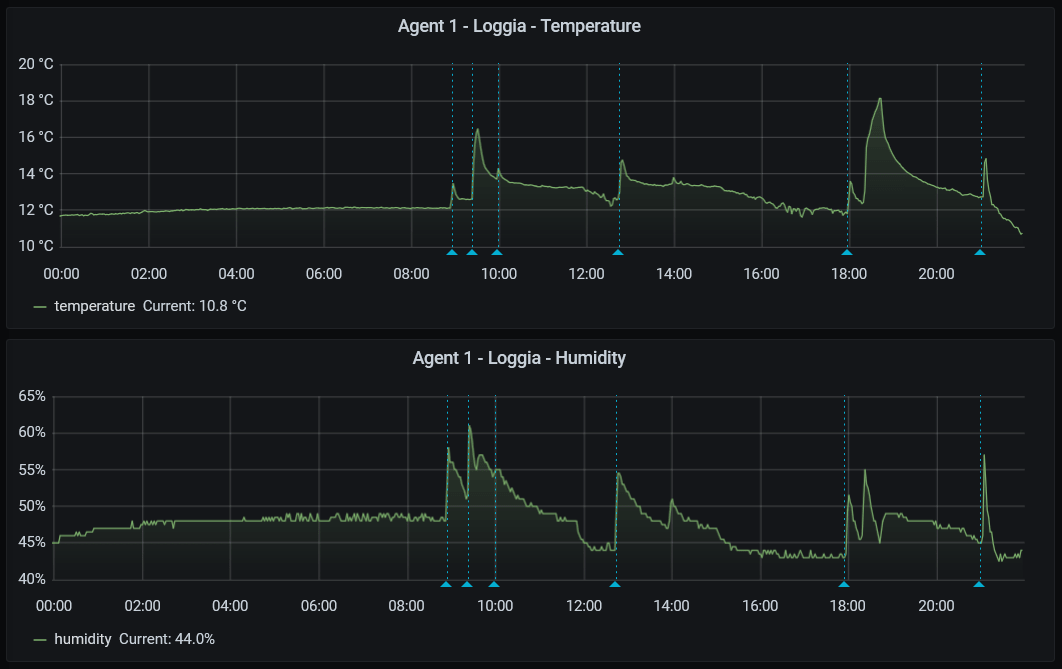 Agent 1 - Loggia - Temperature
20 °C
18 °C
16 °C
14 °C
12 °C
10 °C
00:00 02:00 04:00 06:00 08:00 10:00 12:00 14:00 16:00 18:00 20:00
temperature Current: 10.8 °C
Agent 1 - Loggia - Humidity
65%
60%
55%
50%
45%
40%
00:00 02:00 04:00 06:00 08:00 10:00 12:00 14:00 16:00 18:00 20:00
humidity Current: 44.0%